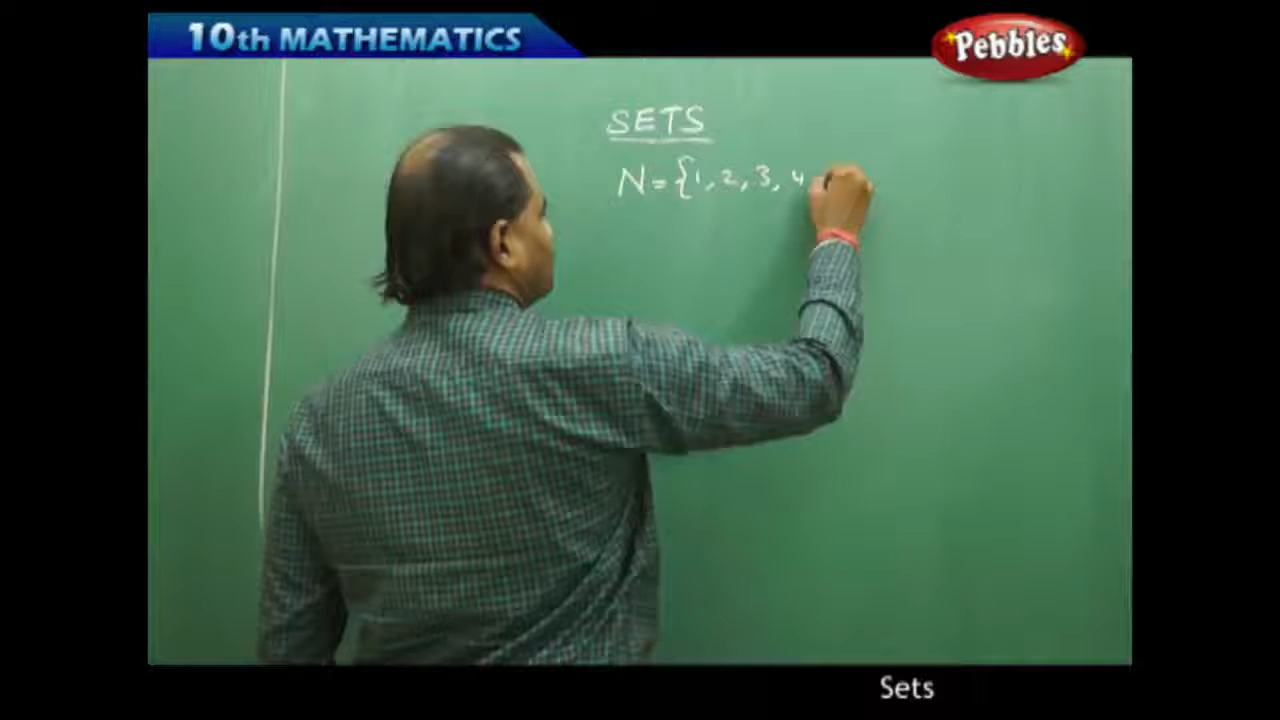 10th MATHEMATICS
Pebbles
SETS
N={1, 2, 3, 4
Sets